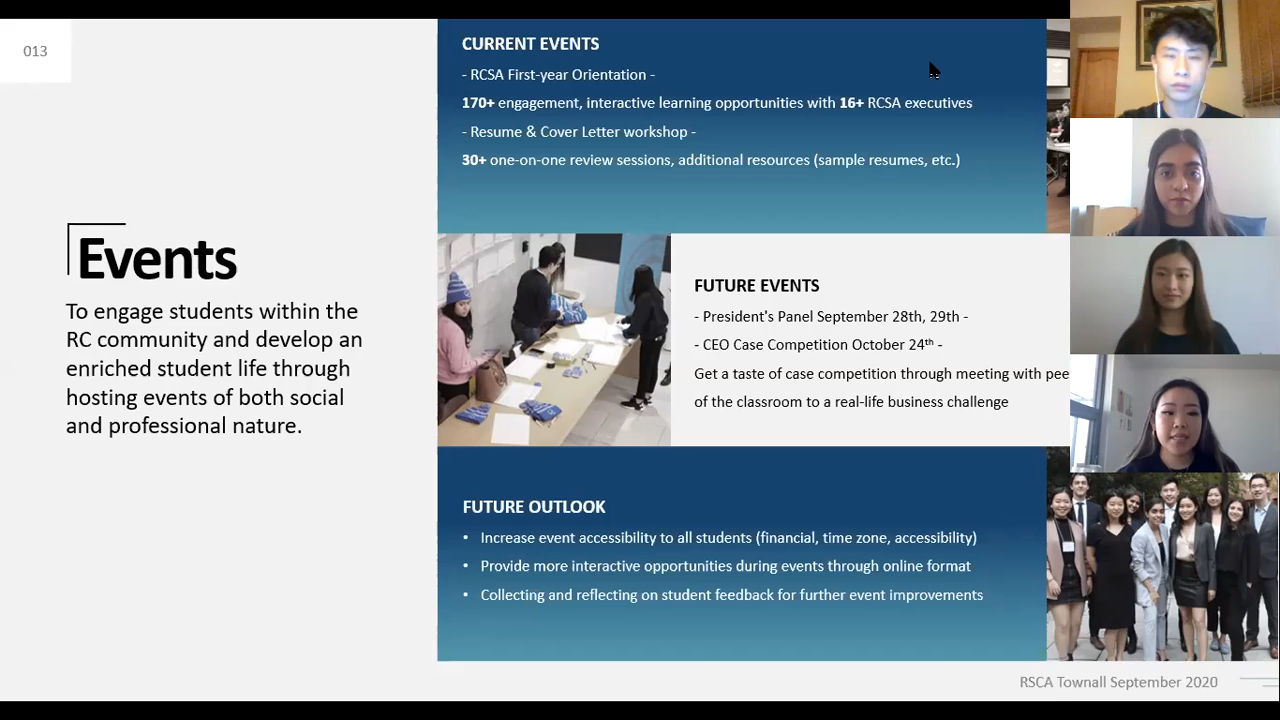 013
Events
To engage students within the
RC community and develop an
enriched student life through
hosting events of both social
and professional nature.
CURRENT EVENTS
- RCSA First-year Orientation -
170+ engagement, interactive learning opportunities with 16+ RCSA executives
- Resume & Cover Letter workshop -
30+ one-on-one review sessions, additional resources (sample resumes, etc.)
FUTURE EVENTS
- President's Panel September 28th, 29th -
- CEO Case Competition October 24th -
Get a taste of case competition through meeting with pee
of the classroom to a real-life business challenge
FUTURE OUTLOOK
• Increase event accessibility to all students (financial, time zone, accessibility)
• Provide more interactive opportunities during events through online format
• Collecting and reflecting on student feedback for further event improvements
RSCA Townall September 2020